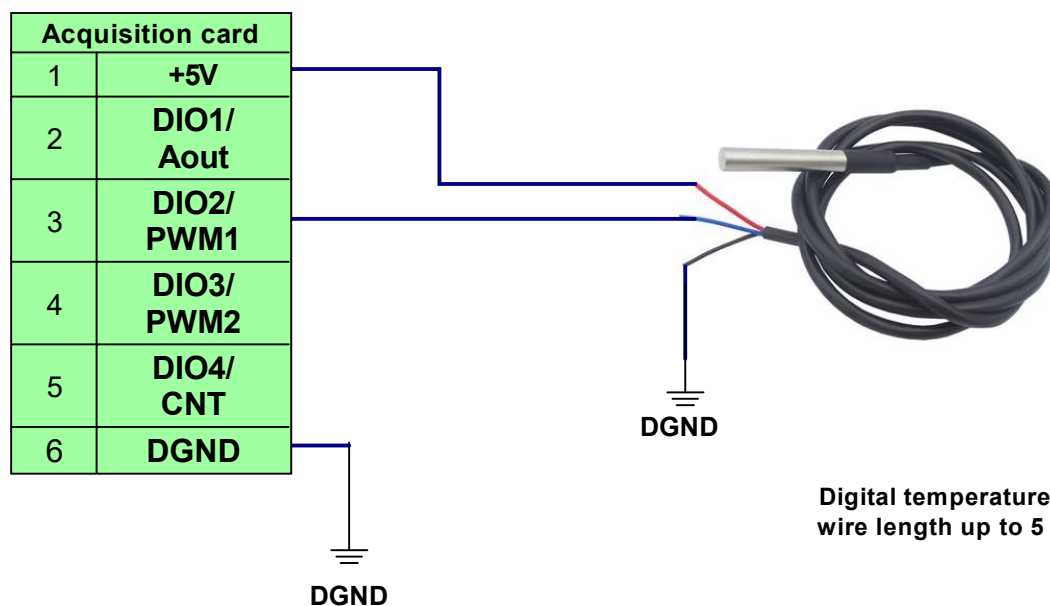 Acquisition card
1 +5V
2 DIO1/
Aout
3 DIO2/
PWM1
4 DIO3/
PWM2
5 DIO4/
CNT
6 DGND
DGND
DGND
Digital temperature
wire length up to 5